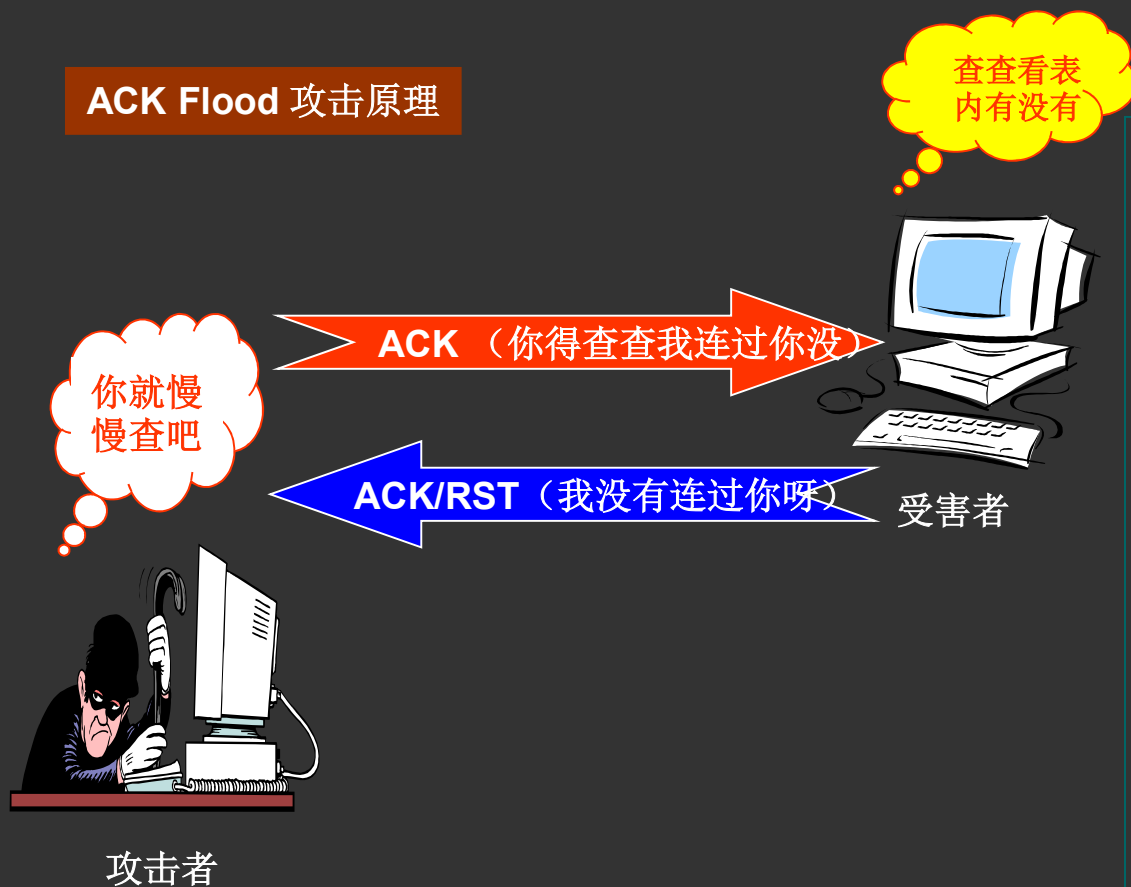 ACK Flood 攻击原理
查查看表
内有没有
ACK （你得查查我连过你没）
你就慢
慢查吧
ACK/RST（我没有连过你呀）
受害者
攻击者